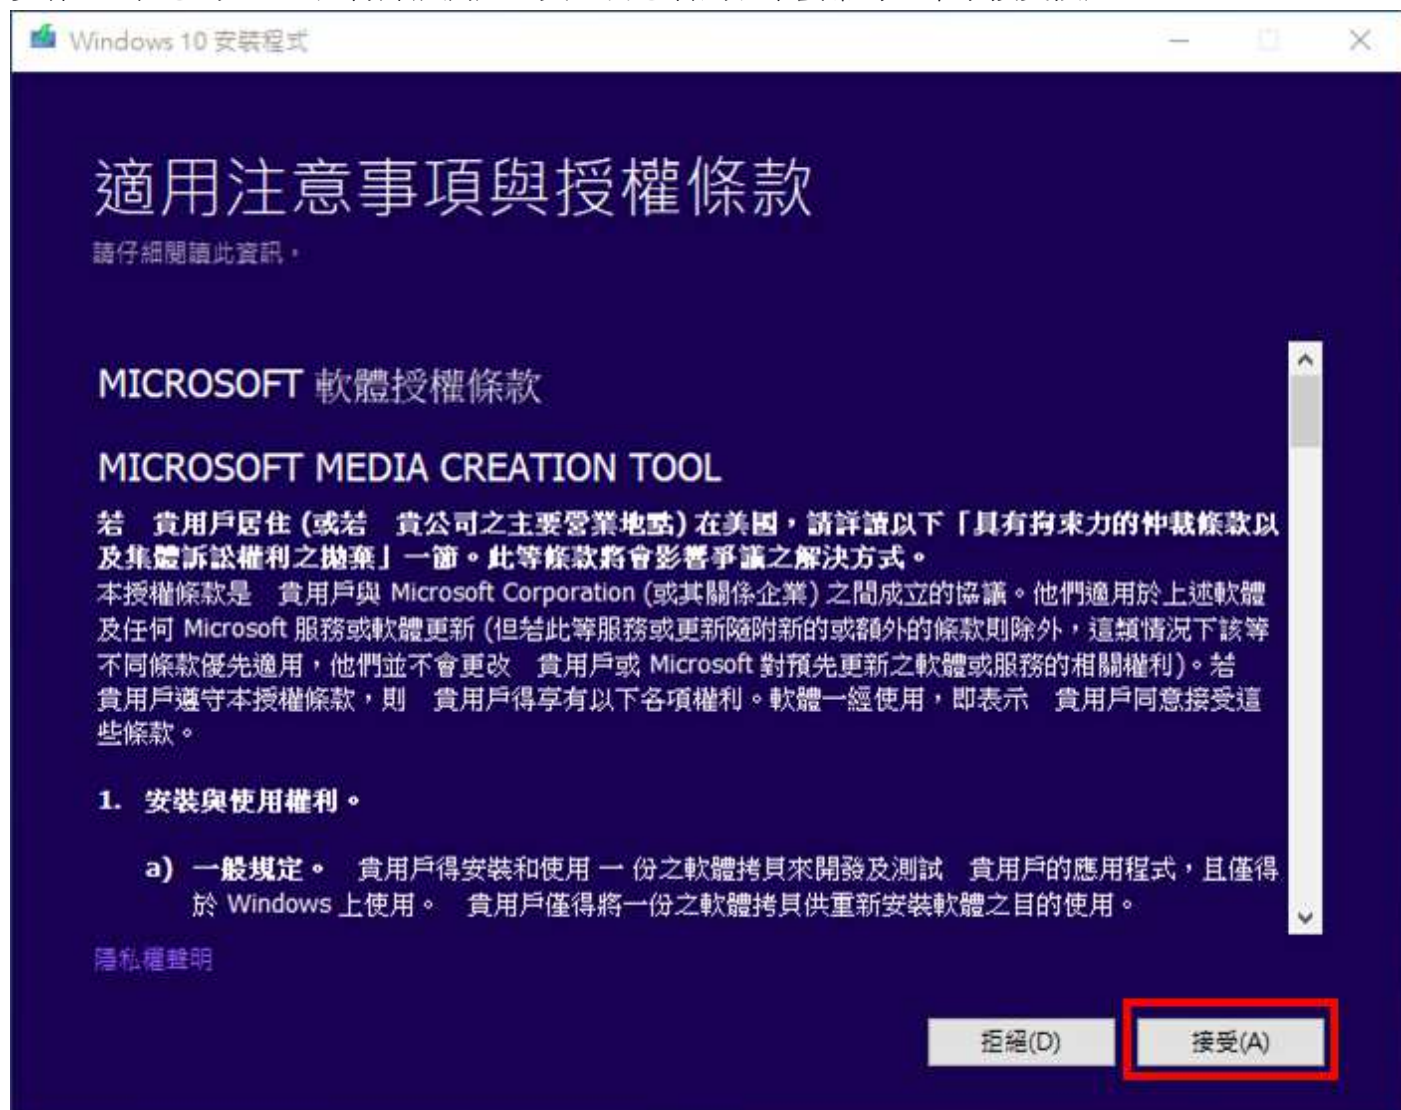 Windows 10 安裝程式
適用注意事項與授權條款
請仔細閱讀此資訊。
MICROSOFT 軟體授權條款
MICROSOFT MEDIA CREATION TOOL
若　貴用戶居住 (或若　貴公司之主要營業地點) 在美國，請詳讀以下「具有拘束力的仲裁條款以
及集體訴訟權利之拋棄」一節。此等條款將會影響爭議之解決方式。
本授權條款是　貴用戶與 Microsoft Corporation (或其關係企業) 之間成立的協議。他們適用於上述軟體
及任何 Microsoft 服務或軟體更新 (但若此等服務或更新隨附新的或額外的條款則除外，這類情況下該等
不同條款優先適用，他們並不會更改　貴用戶或 Microsoft 對預先更新之軟體或服務的相關權利)。若
貴用戶遵守本授權條款，則　貴用戶得享有以下各項權利。軟體一經使用，即表示　貴用戶同意接受這
些條款。
1. 安裝與使用權利。
a) 一般規定。　貴用戶得安裝和使用 一 份之軟體拷貝來開發及測試　貴用戶的應用程式，且僅得
於 Windows 上使用。　貴用戶僅得將一份之軟體拷貝供重新安裝軟體之目的使用。
隱私權聲明
拒絕(D)
接受(A)